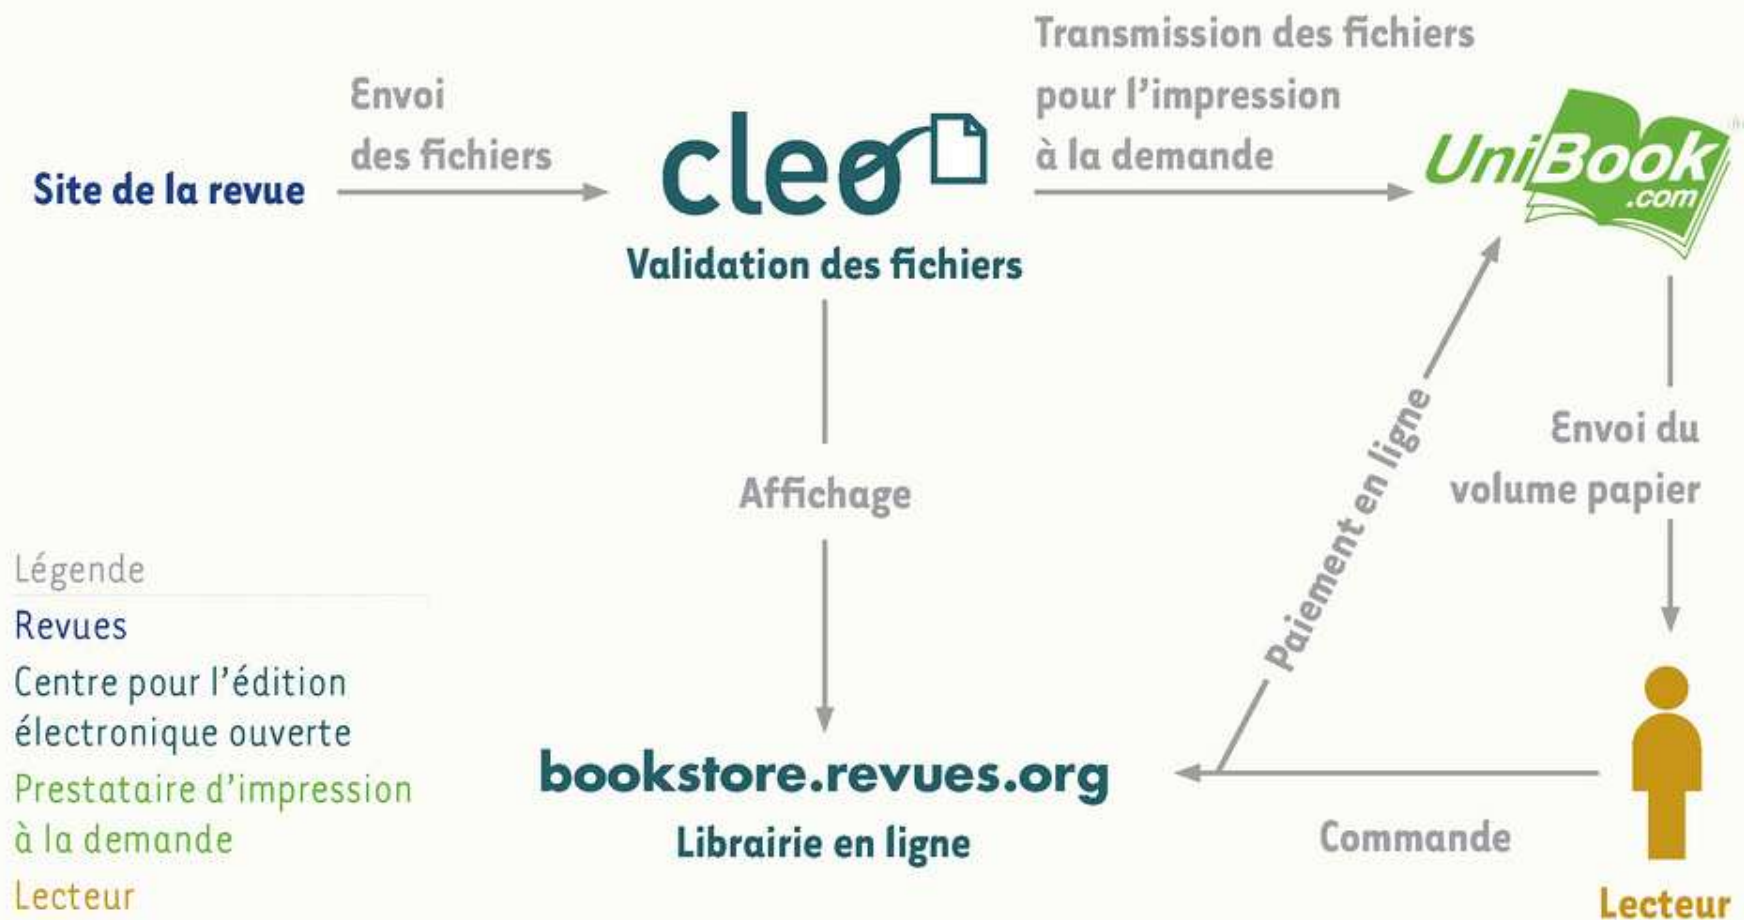 Transmission des fichiers
pour l'impression
à la demande
Envoi
des fichiers
Site de la revue
cleo
UniBook
.com
Validation des fichiers
Affichage
Paiement en ligne
Envoi du
volume papier
bookstore.revues.org
Librairie en ligne
Commande
Lecteur
Légende
Revues
Centre pour l'édition
électronique ouverte
Prestataire d'impression
à la demande
Lecteur